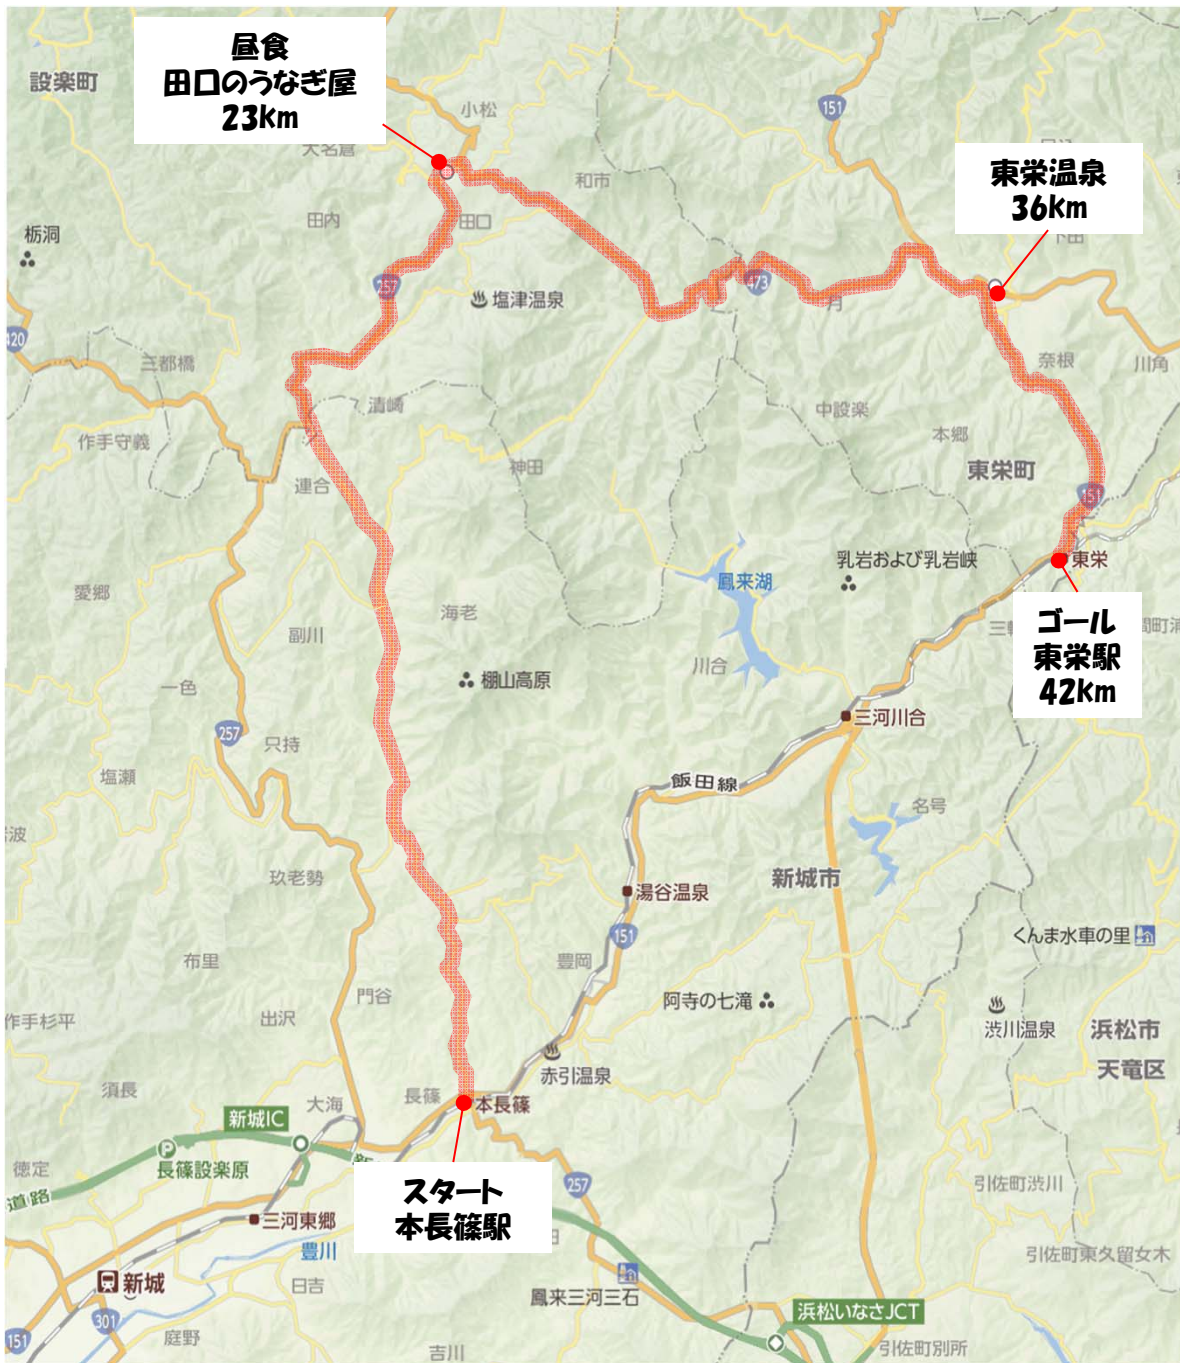 昼食
田口のうなぎ屋
23km
設楽町
小松
151
大名倉
和市
東栄温泉
36km
下田
栃洞
田内
田口
257
塩津温泉
473
月
420
三都橋
清崎
奈根
川角
中設楽
本郷
作手守義
神田
東栄町
連合
151
乳岩および乳岩峡
東栄
鳳来湖
愛郷
海老
副川
ゴール
東栄駅
42km
川合
棚山高原
一色
三河川合
257
只持
塩瀬
飯田線
名号
玖老勢
新城市
湯谷温泉
151
くんま水車の里
布里
豊岡
門谷
阿寺の七滝
作手杉平
出沢
渋川温泉
浜松市
天竜区
赤引温泉
須長
大海
長篠
本長篠
新城IC
P
長篠設楽原
徳定
道路
スタート
本長篠駅
257
引佐町渋川
三河東郷
豊川
引佐町東久留女木
新城
日吉
鳳来三河三石
浜松いなさJCT
301
151
庭野
吉川
引佐町別所